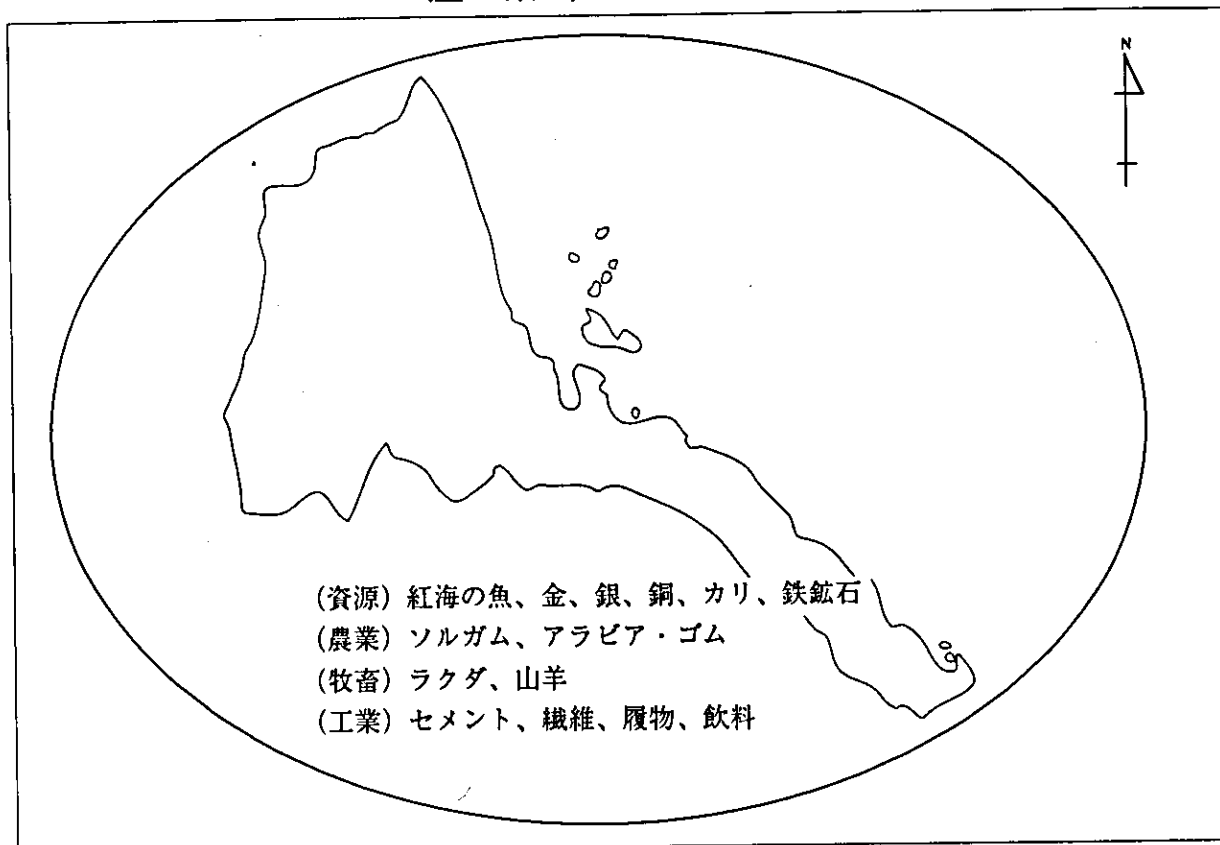 N
(資源) 紅海の魚、金、銀、銅、カリ、鉄鉱石
(農業) ソルガム、アラビア・ゴム
(牧畜) ラクダ、山羊
(工業) セメント、繊維、履物、飲料